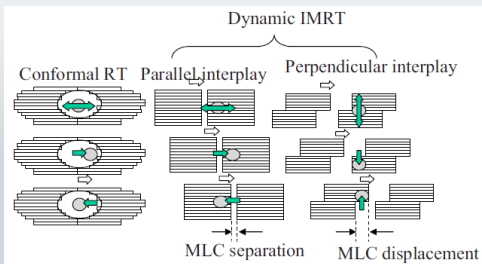 Dynamic IMRT
Conformal RT
Parallel interplay
Perpendicular interplay
MLC separation
MLC displacement